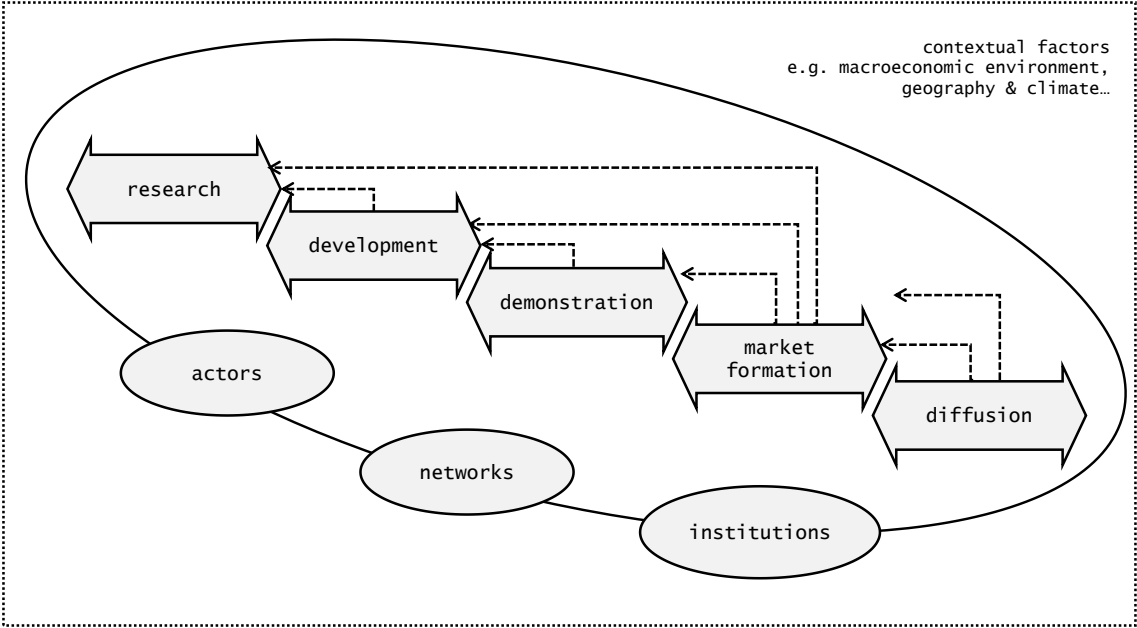 contextual factors
e.g. macroeconomic environment,
geography & climate…
research
development
demonstration
market
formation
diffusion
actors
networks
institutions